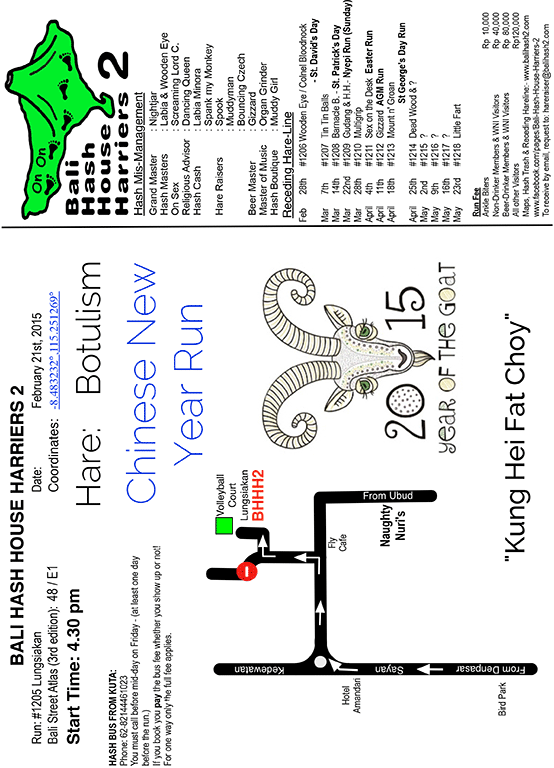 BALI HASH HOUSE HARRIERS 2
Run: #1205 Lungsiakan
Date: February 21st, 2015
Bali Street Atlas (3rd edition): 48 / E1
Coordinates: -8.483232°,115.251269°
Start Time: 4.30 pm
Hare: Botulism
Chinese New
Year Run
HASH BUS FROM KUTA:
Phone: 62-82144461023
You must call before mid-day on Friday - (at least one day
before the run.)
If you book you pay the bus fee whether you show up or not!
For one way only the full fee applies.
Volleyball
Court
Lungsiakan
BHHH2
From Ubud
Naughty
Nuri's
Fly
Cafe
Kedewatan
Sayan
From Denpasar
Hotel
Amandari
Bird Park
2015
YEAR OF THE GOAT
"Kung Hei Fat Choy"
On On
Bali
Hash
House
Harriers 2
Hash Mis-Management
Grand Master : Nightjar
Hash Masters : Labia & Wooden Eye
On Sex : Screaming Lord C.
Religious Advisor : Dancing Queen
Hash Cash : Labia Minora
: Spank my Monkey
Hare Raisers : Spook
: Muddyman
: Bouncing Czech
Beer Master : Gizzard
Master of Music : Organ Grinder
Hash Boutique : Muddy Girl
Receding Hare-Line
Feb 28th #1206 Wooden Eye / Colnel Bloodnock
- St. David's Day
Mar 7th #1207 Tin Tin Balls
Mar 14th #1208 Barnacle B. - St. Patrick's Day
Mar 22nd #1209 Gudang & H.H.- Nyppi Run (Sunday)
Mar 28th #1210 Multigrip
April 4th #1211 Sex on the Desk Easter Run
April 11th #1212 Gizzard AGM Run
April 18th #1213 Mount n' Groan
St George's Day Run
April 25th #1214 Dead Wood & ?
May 2nd #1215 ?
May 9th #1216 ?
May 16th #1217 ?
May 23rd #1218 Little Fart
Run Fee
Ankle Biters Rp 10,000
Non-Drinker Members & WNI Visitors Rp 40,000
Beer-Drinker Members & WNI Visitors Rp 80,000
All other Visitors Rp120,000
Maps, Hash Trash & Receding Hareline: www.balihash2.com
www.facebook.com/pages/Bali-Hash-House-Harriers-2
To receive by email, request to: hareraiser@balihash2.com